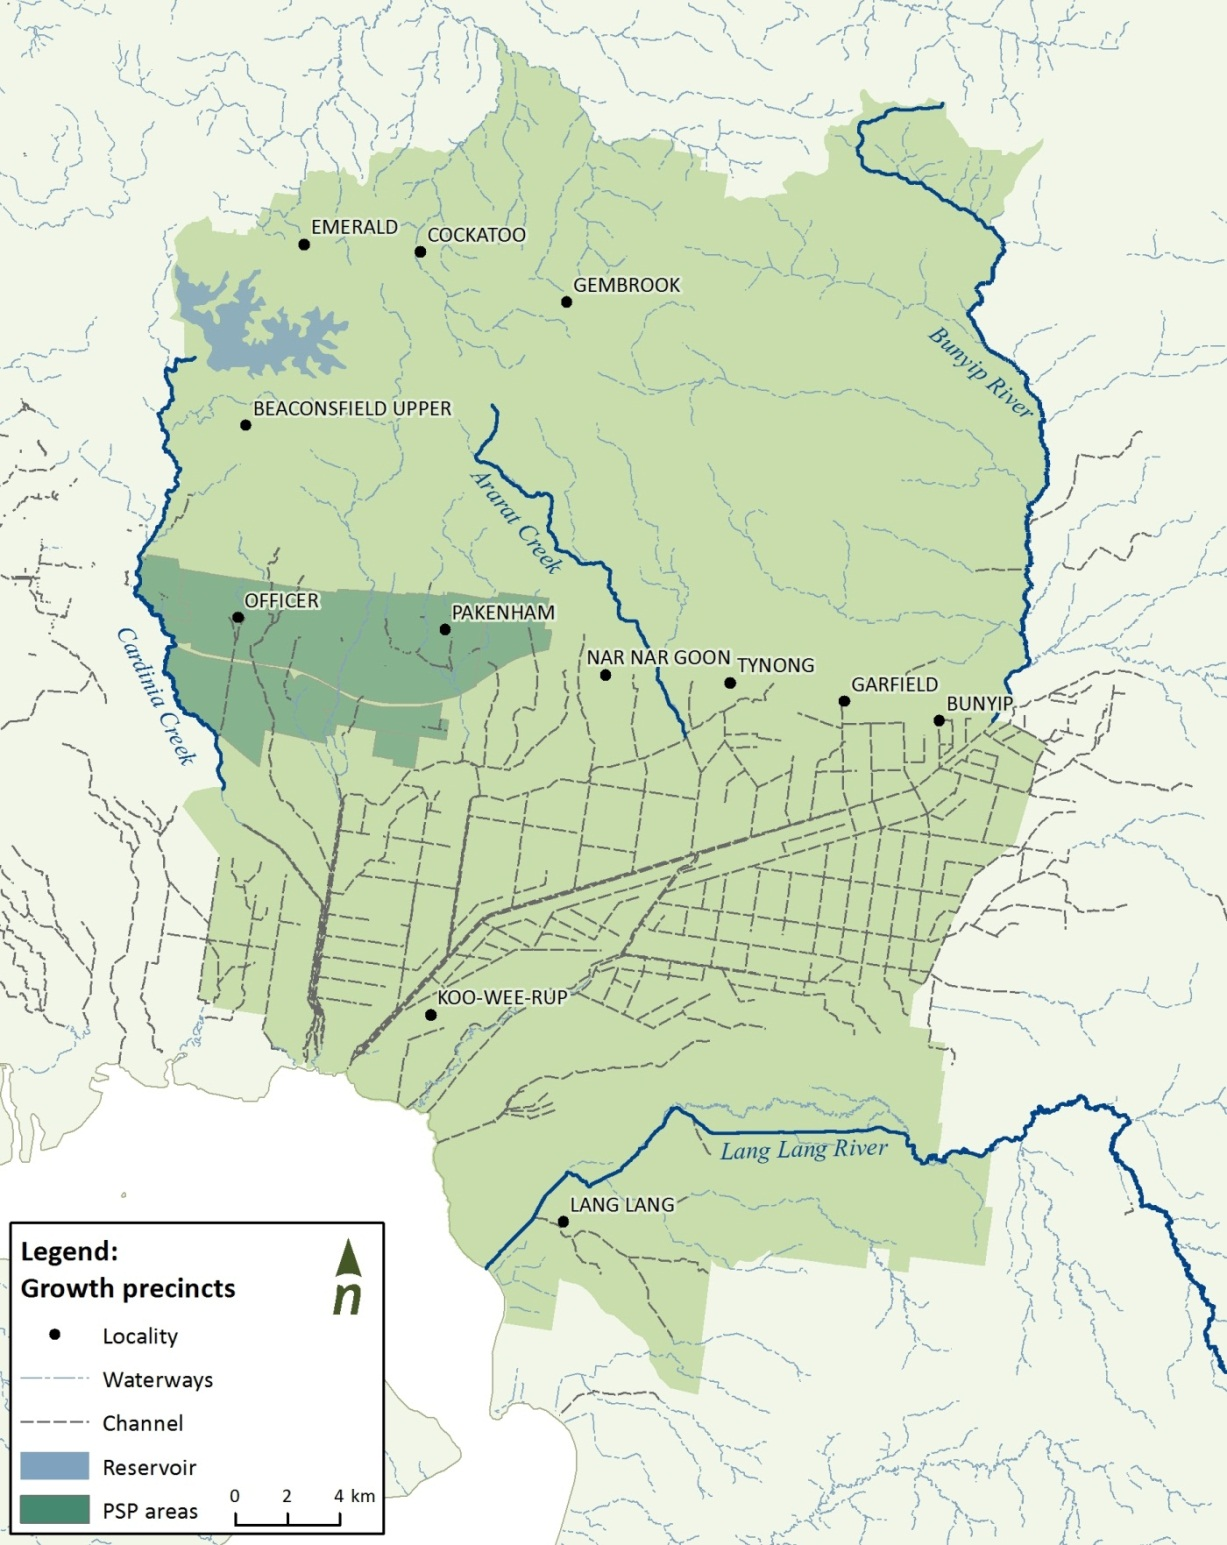 EMERALD
COCKATOO
GEMBROOK
Bunyip River
BEACONSFIELD UPPER
Ararat Creek
OFFICER
PAKENHAM
Cardinia Creek
NAR NAR GOON
TYNONG
GARFIELD
BUNYIP
KOO-WEE-RUP
Lang Lang River
LANG LANG
Legend:
Growth precincts
n
Locality
Waterways
Channel
Reservoir
PSP areas
0 2 4 km